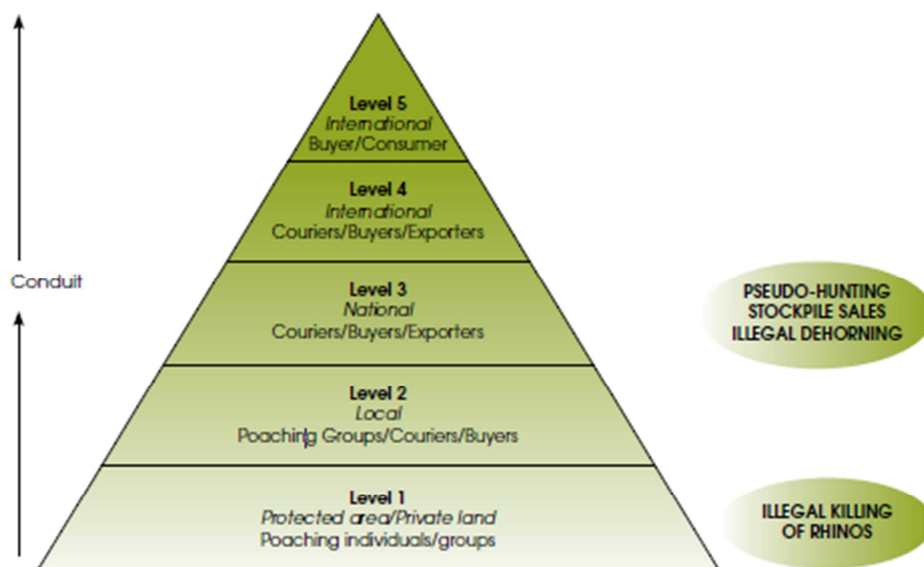 Level 5
International
Buyer/Consumer
Level 4
International
Couriers/Buyers/Exporters
Conduit
Level 3
National
Couriers/Buyers/Exporters
PSEUDO-HUNTING
STOCKPILE SALES
ILLEGAL DEHORNING
Level 2
Local
Poaching Groups/Couriers/Buyers
Level 1
Protected area/Private land
Poaching individuals/groups
ILLEGAL KILLING
OF RHINOS